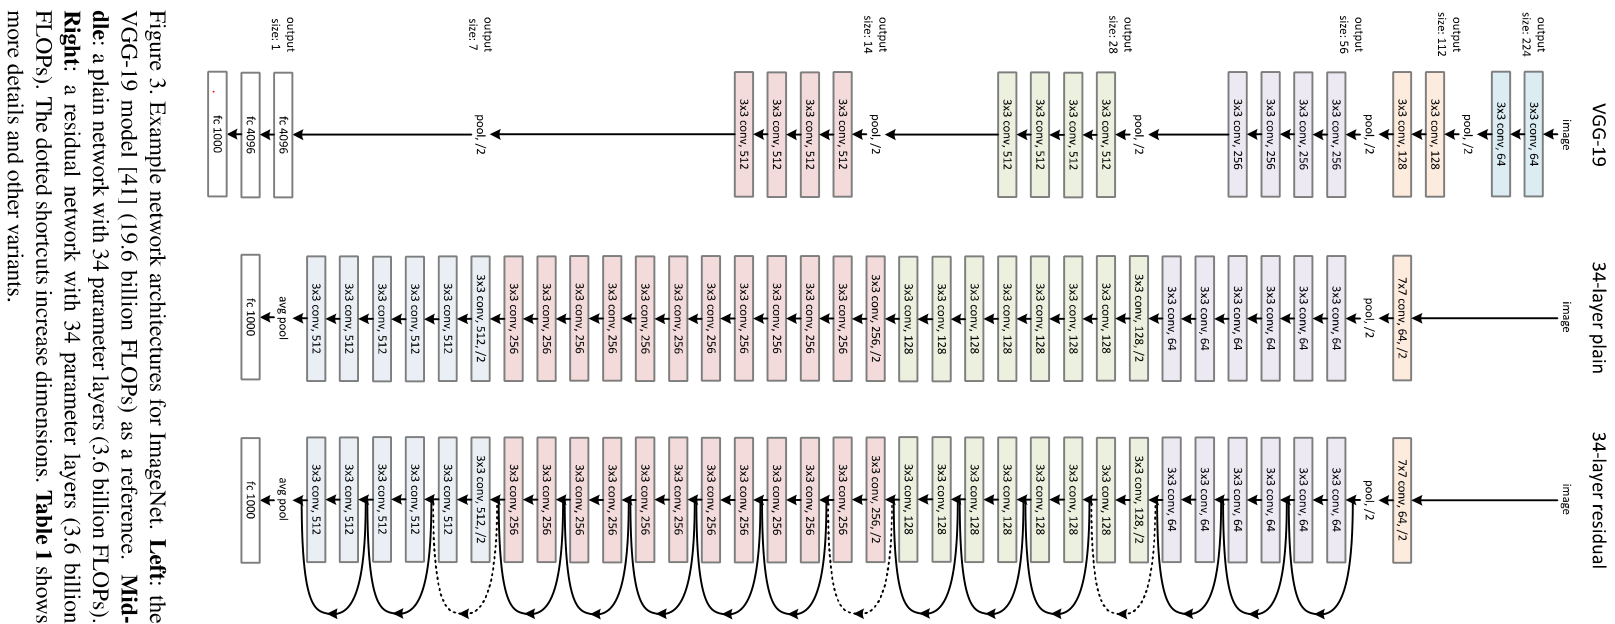 VGG-19
34-layer plain
34-layer residual
output
size: 224
output
size: 112
output
size: 56
output
size: 28
output
size: 14
output
size: 7
output
size: 1
image
3x3 conv, 64
3x3 conv, 64
pool, /2
3x3 conv, 128
3x3 conv, 128
pool, /2
3x3 conv, 256
3x3 conv, 256
3x3 conv, 256
3x3 conv, 256
pool, /2
3x3 conv, 512
3x3 conv, 512
3x3 conv, 512
3x3 conv, 512
pool, /2
3x3 conv, 512
3x3 conv, 512
3x3 conv, 512
3x3 conv, 512
pool, /2
fc 4096
fc 4096
fc 1000
image
7x7 conv, 64, /2
pool, /2
3x3 conv, 64
3x3 conv, 64
3x3 conv, 64
3x3 conv, 64
3x3 conv, 64
3x3 conv, 64
3x3 conv, 128, /2
3x3 conv, 128
3x3 conv, 128
3x3 conv, 128
3x3 conv, 128
3x3 conv, 128
3x3 conv, 128
3x3 conv, 128
3x3 conv, 256, /2
3x3 conv, 256
3x3 conv, 256
3x3 conv, 256
3x3 conv, 256
3x3 conv, 256
3x3 conv, 256
3x3 conv, 256
3x3 conv, 256
3x3 conv, 256
3x3 conv, 256
3x3 conv, 256
3x3 conv, 512, /2
3x3 conv, 512
3x3 conv, 512
3x3 conv, 512
3x3 conv, 512
3x3 conv, 512
avg pool
fc 1000
image
7x7 conv, 64, /2
pool, /2
3x3 conv, 64
3x3 conv, 64
3x3 conv, 64
3x3 conv, 64
3x3 conv, 64
3x3 conv, 64
3x3 conv, 128, /2
3x3 conv, 128
3x3 conv, 128
3x3 conv, 128
3x3 conv, 128
3x3 conv, 128
3x3 conv, 128
3x3 conv, 128
3x3 conv, 256, /2
3x3 conv, 256
3x3 conv, 256
3x3 conv, 256
3x3 conv, 256
3x3 conv, 256
3x3 conv, 256
3x3 conv, 256
3x3 conv, 256
3x3 conv, 256
3x3 conv, 256
3x3 conv, 256
3x3 conv, 512, /2
3x3 conv, 512
3x3 conv, 512
3x3 conv, 512
3x3 conv, 512
3x3 conv, 512
avg pool
fc 1000
Figure 3. Example network architectures for ImageNet. Left: the
VGG-19 model [41] (19.6 billion FLOPs) as a reference. Mid-
dle: a plain network with 34 parameter layers (3.6 billion FLOPs).
Right: a residual network with 34 parameter layers (3.6 billion
FLOPs). The dotted shortcuts increase dimensions. Table 1 shows
more details and other variants.